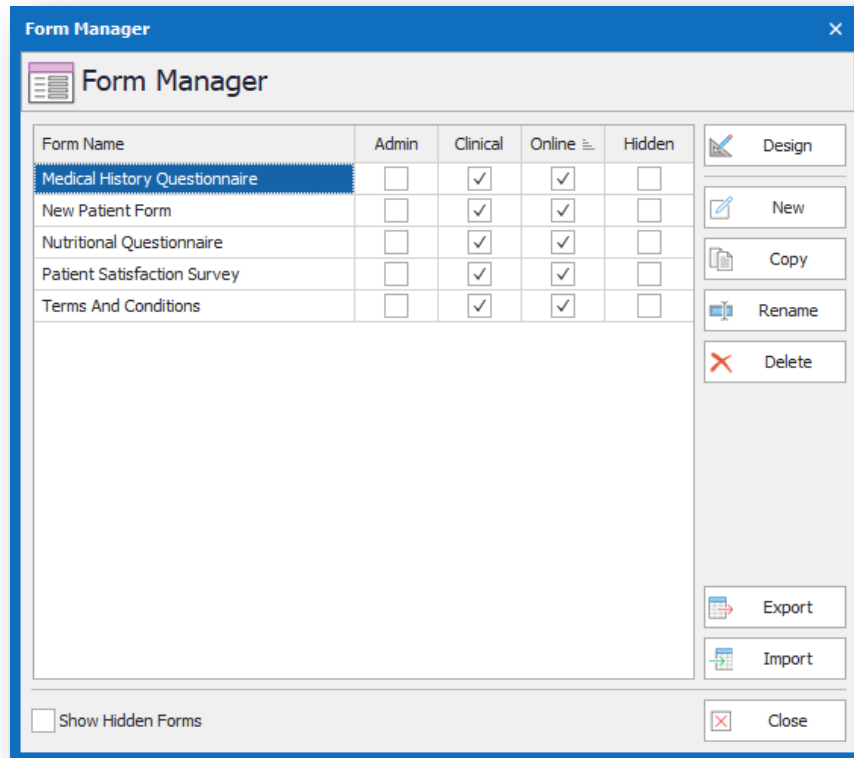 Form Manager
Form Manager
Form Name Admin Clinical Online Hidden
Design
Medical History Questionnaire
New Patient Form
New
Nutritional Questionnaire
Copy
Patient Satisfaction Survey
Terms And Conditions
Rename
Delete
Export
Import
Show Hidden Forms
Close